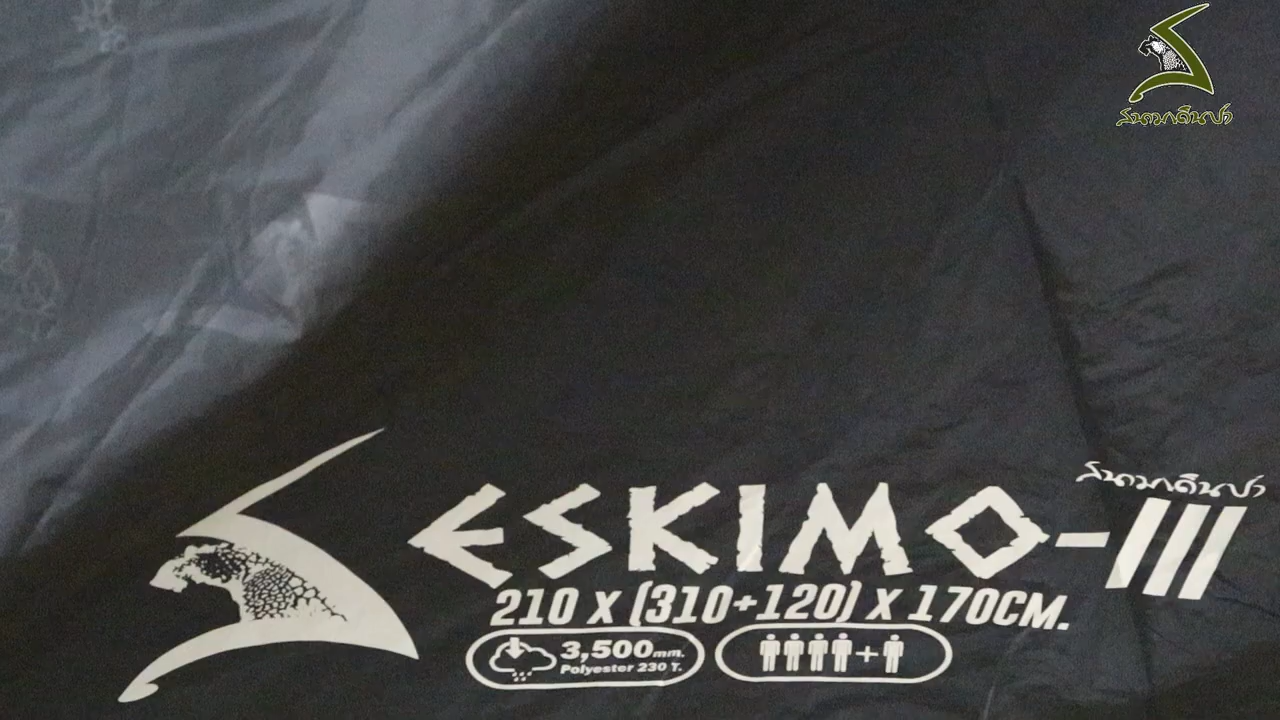 สนามเดินป่า
สนามเดินป่า
ESKIMO-III
210 X (310+120) X 170CM.
3,500mm.
Polyester 230 T.
+